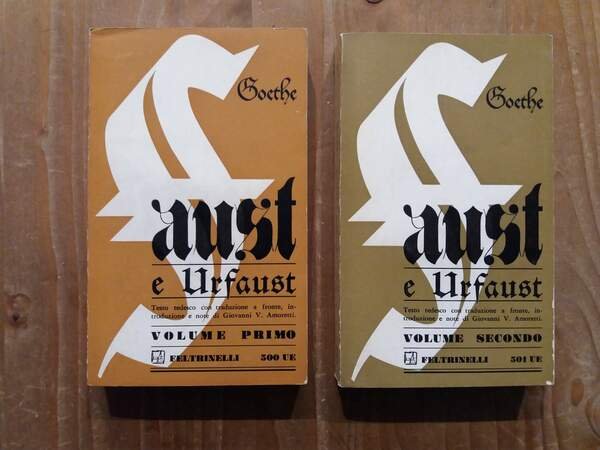 Goethe
Faust
e Urfaust
Testo tedesco con traduzione a fronte, in-
troduzione e note di Giovanni V. Amoretti.
VOLUME PRIMO
FELTRINELLI 500 UE
Goethe
Faust
e Urfaust
Testo tedesco con traduzione a fronte, in-
troduzione e note di Giovanni V. Amoretti.
VOLUME SECONDO
FELTRINELLI 501 UE